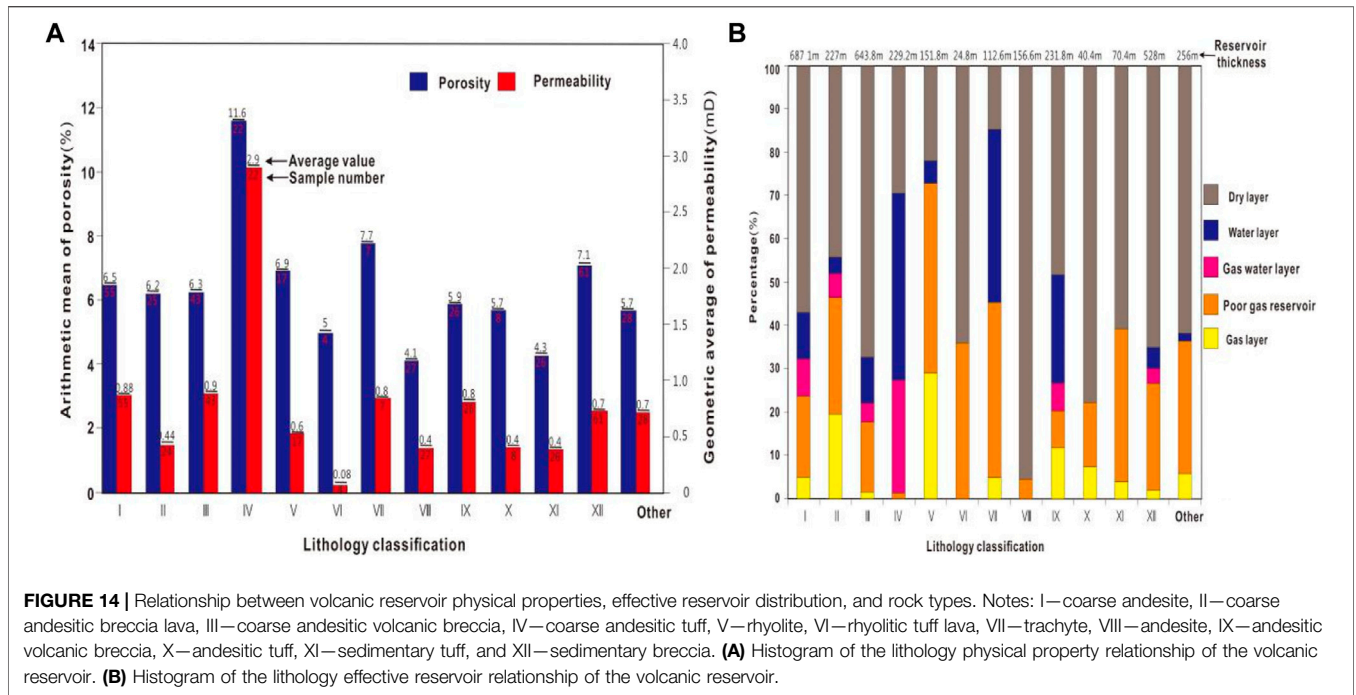 A
14
12
10
8
6
4
2
0
Arithmetic mean of porosity(%)
4.0
3.5
3.0
2.5
2.0
1.5
1.0
0.5
0
Geometric average of permeability(mD)
Porosity
Permeability
Average value
Sample number
6.5
0.88
6.2
0.44
6.3
43
0.9
11.6
22
2.9
6.9
17
0.6
5
4
0.08
7.7
7
0.8
7
4.1
27
0.4
27
5.9
26
0.8
5.7
8
0.4
8
4.3
0.4
7.1
0.7
5.7
28
0.7
I II III IV V VI VII VIII IX X XI XII Other
Lithology classification
B
687 1m 227m 643.8m 229.2m 151.8m 24.8m 112.6m 156.6m 231.8m 40.4m 70.4m 528m 256m
Reservoir
thickness
100
90
80
70
60
50
40
30
20
10
0
Percentage(%)
I II III IV V VI VII VIII IX X XI XII Other
Lithology classification
Dry layer
Water layer
Gas water layer
Poor gas reservoir
Gas layer
FIGURE 14 | Relationship between volcanic reservoir physical properties, effective reservoir distribution, and rock types. Notes: I—coarse andesite, II—coarse
andesitic breccia lava, III—coarse andesitic volcanic breccia, IV—coarse andesitic tuff, V—rhyolite, VI—rhyolitic tuff lava, VII—trachyte, VIII—andesite, IX—andesitic
volcanic breccia, X—andesitic tuff, XI—sedimentary tuff, and XII—sedimentary breccia. (A) Histogram of the lithology physical property relationship of the volcanic
reservoir. (B) Histogram of the lithology effective reservoir relationship of the volcanic reservoir.